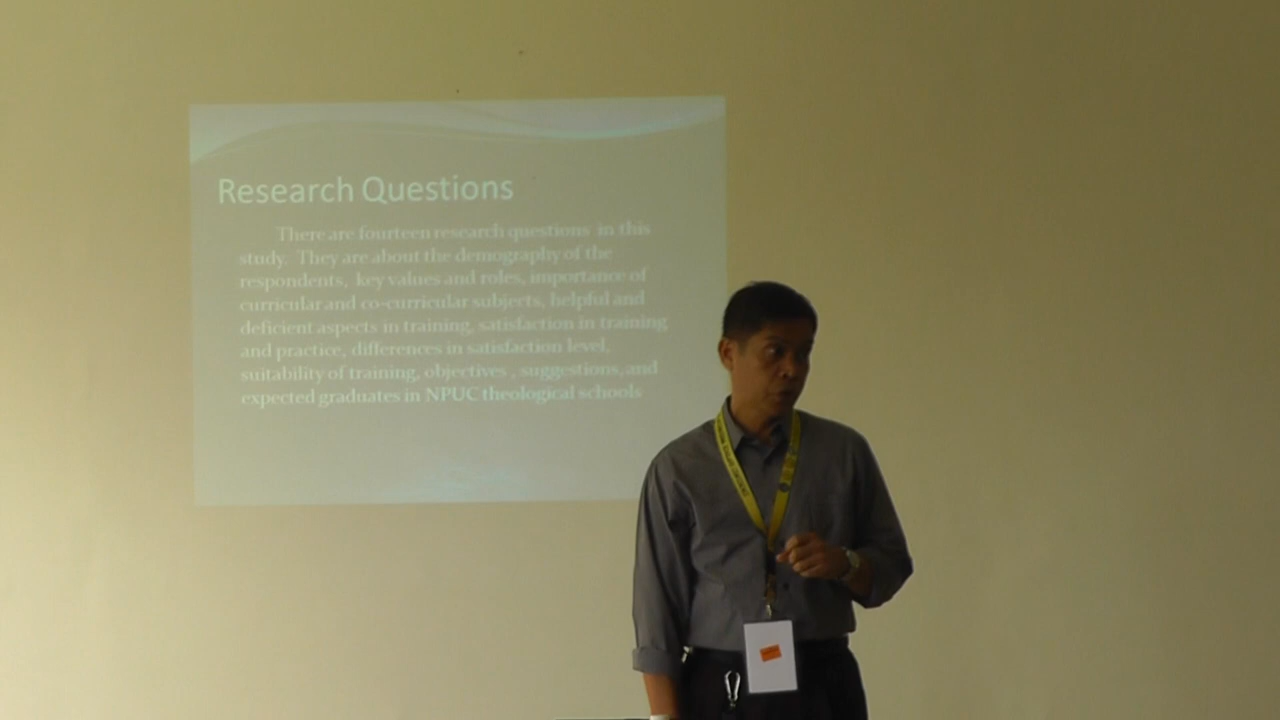 Research Questions
There are fourteen research questions in this
study. They are about the demography of the
respondents, key values and roles, importance of
curricular and co-curricular subjects, helpful and
deficient aspects in training, satisfaction in training
and practice, differences in satisfaction level,
suitability of training, objectives , suggestions, and
expected graduates in NPUC theological schools